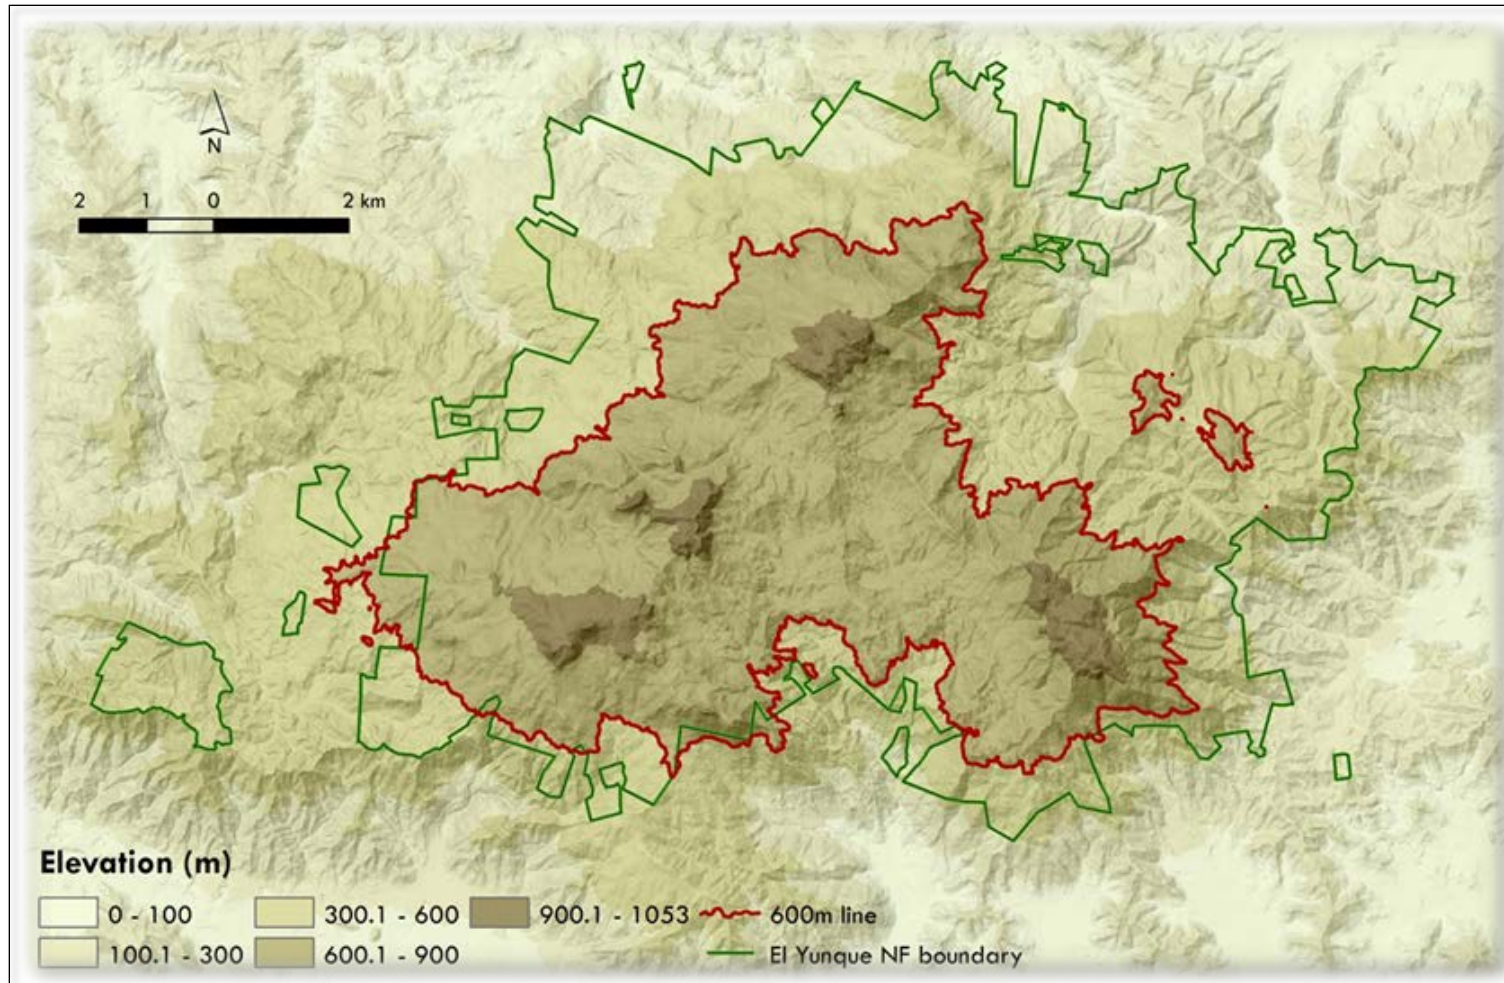 N
2 1 0 2 km
Elevation (m)
0 - 100 300.1 - 600 900.1 - 1053 600m line
100.1 - 300 600.1 - 900 El Yunque NF boundary